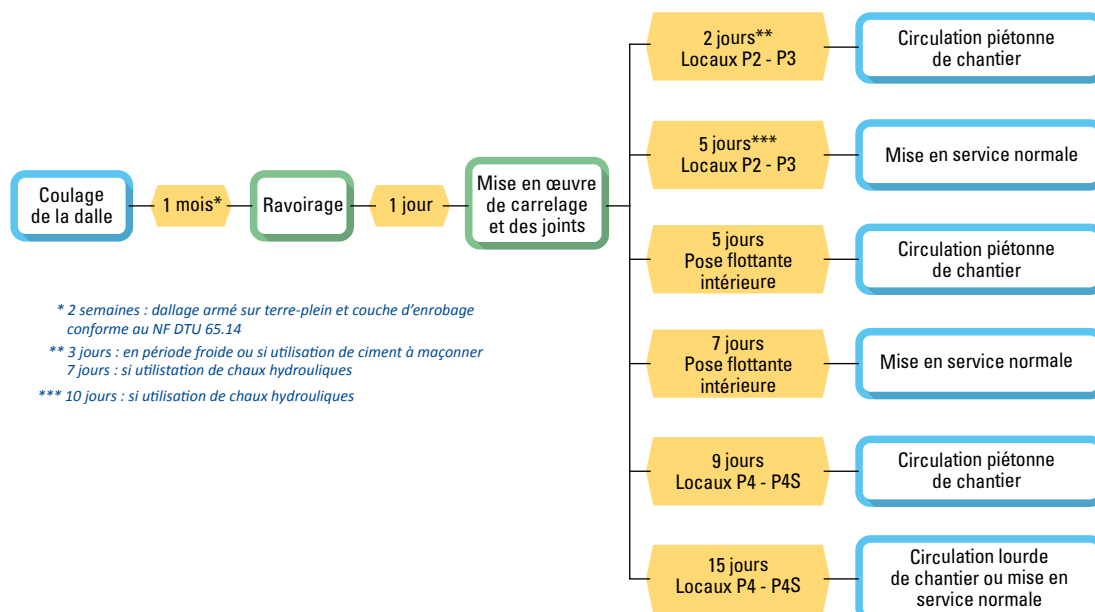 Coulage
de la dalle
1 mois*
Ravoirage
1 jour
Mise en œuvre
de carrelage
et des joints
2 jours**
Locaux P2 - P3
Circulation piétonne
de chantier
5 jours***
Locaux P2 - P3
Mise en service normale
5 jours
Pose flottante
intérieure
Circulation piétonne
de chantier
7 jours
Pose flottante
intérieure
Mise en service normale
9 jours
Locaux P4 - P4S
Circulation piétonne
de chantier
15 jours
Locaux P4 - P4S
Circulation lourde
de chantier ou mise en
service normale
* 2 semaines : dallage armé sur terre-plein et couche d’enrobage
conforme au NF DTU 65.14
** 3 jours : en période froide ou si utilisation de ciment à maçonner
7 jours : si utilistation de chaux hydrouliques
*** 10 jours : si utilisation de chaux hydrouliques